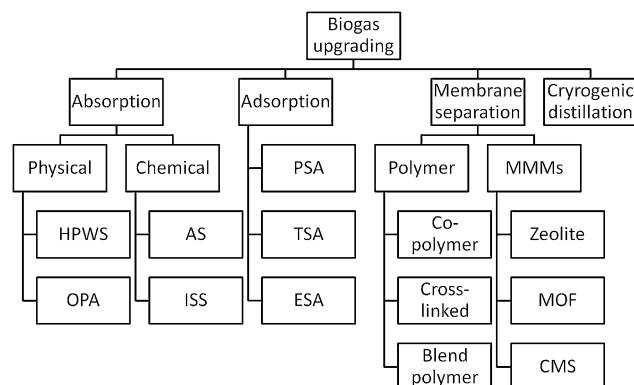 Biogas
upgrading
Absorption
Adsorption
Membrane
separation
Cryrogenic
distillation
Physical
Chemical
PSA
Polymer
MMMs
HPWS
AS
TSA
Co-
polymer
Zeolite
OPA
ISS
ESA
Cross-
linked
MOF
Blend
polymer
CMS